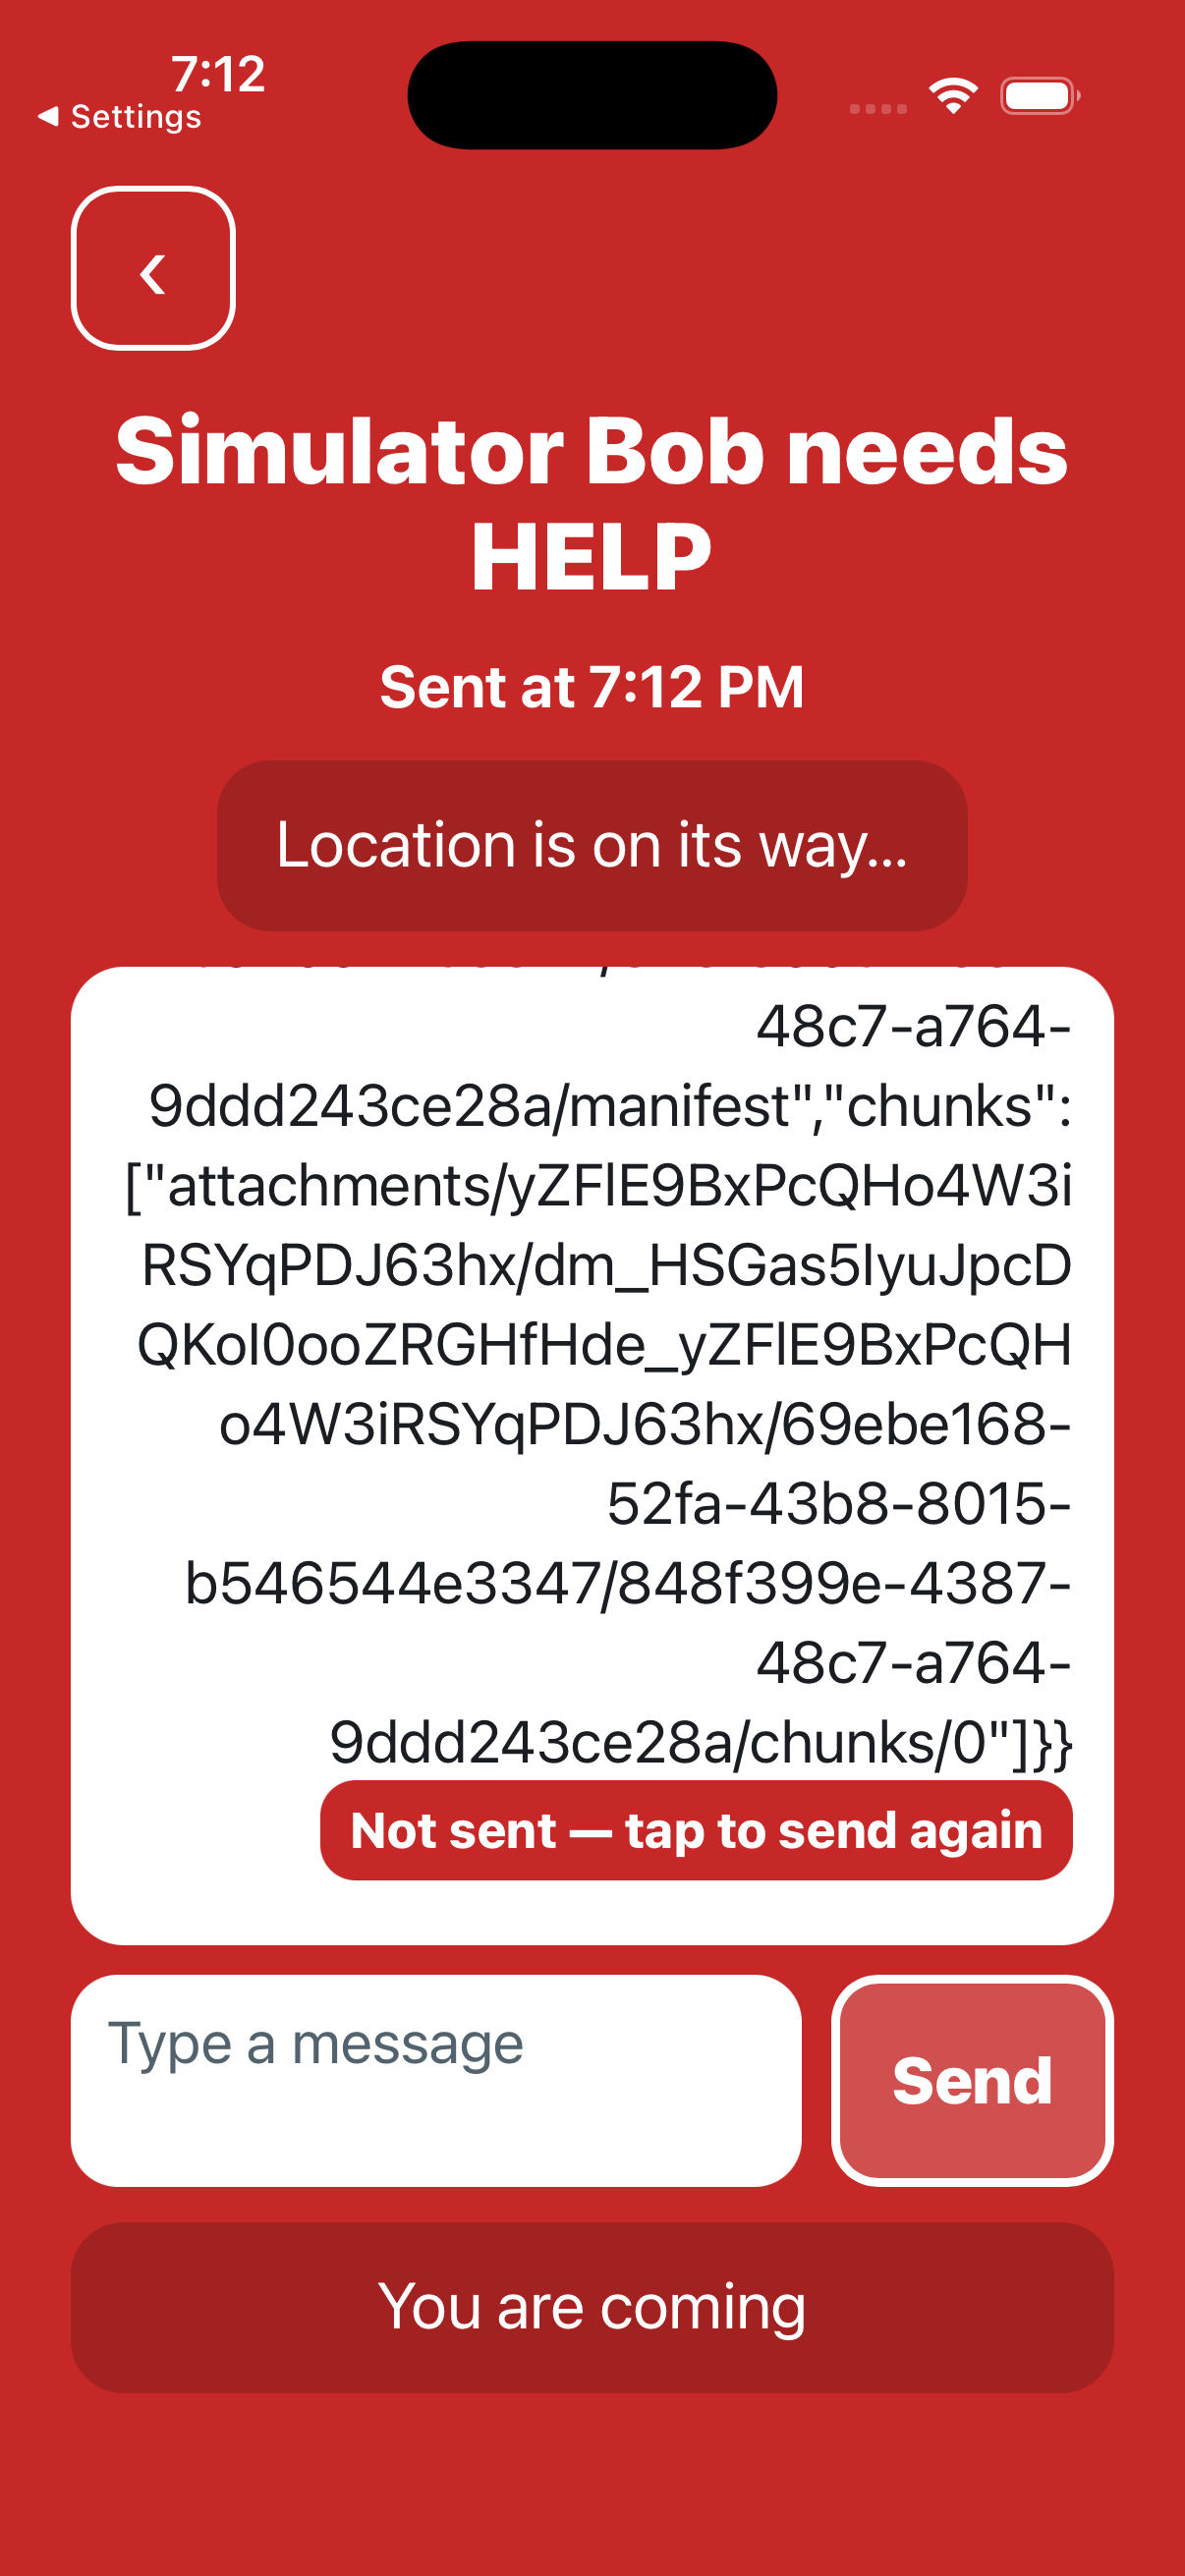 7:12
Settings
Simulator Bob needs
HELP
Sent at 7:12 PM
Location is on its way...
48c7-a764-
9ddd243ce28a/manifest","chunks":
["attachments/yZFlE9BxPcQHo4W3i
RSYqPDJ63hx/dm_HSGas5IyuJpcD
QKoI0ooZRGHfHde_yZFlE9BxPcQH
o4W3iRSYqPDJ63hx/69ebe168-
52fa-43b8-8015-
b546544e3347/848f399e-4387-
48c7-a764-
9ddd243ce28a/chunks/0"]}}
Not sent — tap to send again
Type a message
Send
You are coming